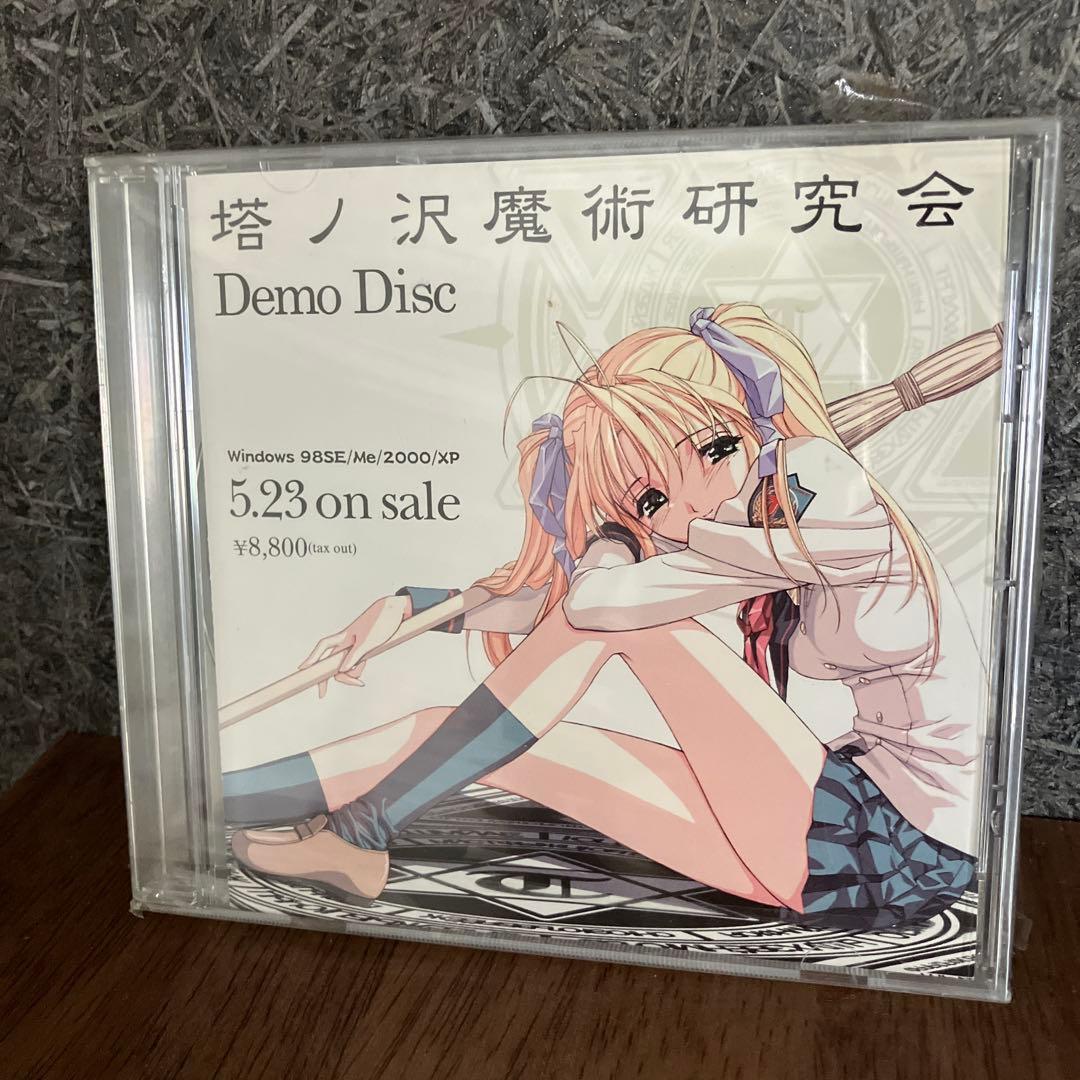 塔ノ沢魔術研究会
Demo Disc
Windows 98SE/Me/2000/XP
5.23 on sale
¥8,800(tax out)